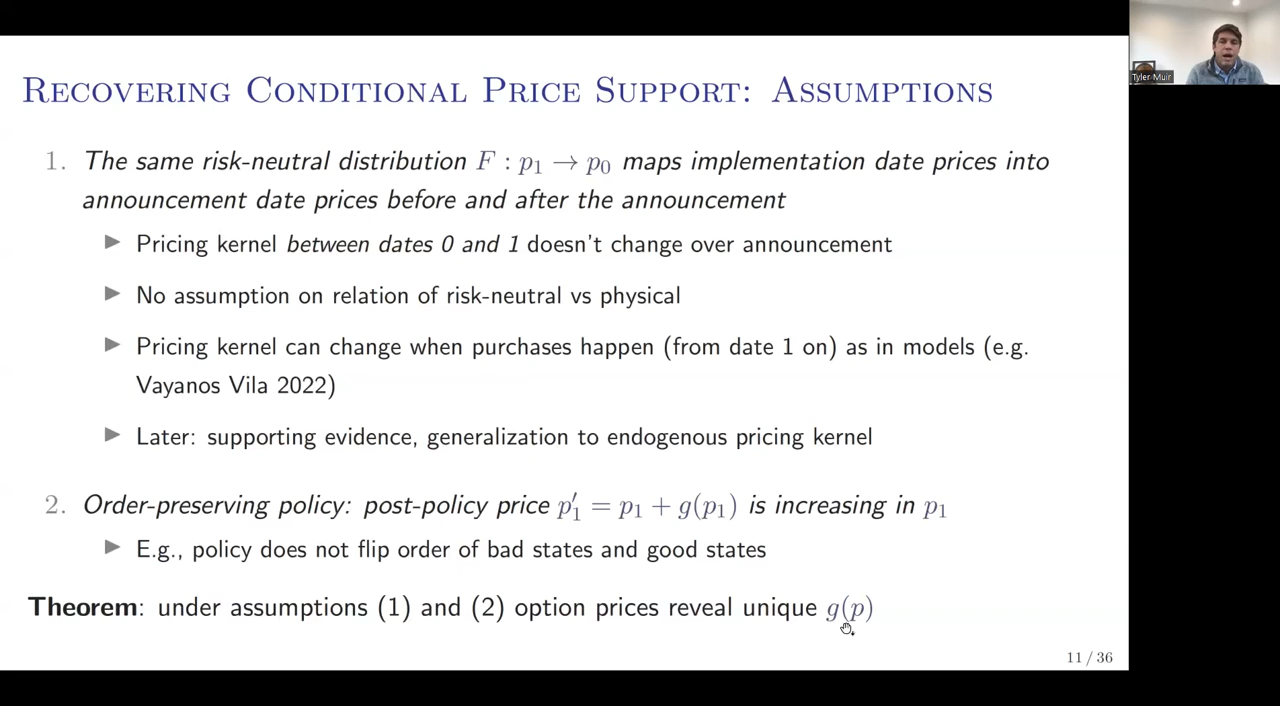 RECOVERING CONDITIONAL PRICE SUPPORT: ASSUMPTIONS
Tyler Muir
1. The same risk-neutral distribution F : p₁ → p₀ maps implementation date prices into
announcement date prices before and after the announcement
▶ Pricing kernel between dates 0 and 1 doesn't change over announcement
▶ No assumption on relation of risk-neutral vs physical
▶ Pricing kernel can change when purchases happen (from date 1 on) as in models (e.g.
Vayanos Vila 2022)
▶ Later: supporting evidence, generalization to endogenous pricing kernel
2. Order-preserving policy: post-policy price p′₁ = p₁ + g(p₁) is increasing in p₁
▶ E.g., policy does not flip order of bad states and good states
Theorem: under assumptions (1) and (2) option prices reveal unique g(p)
11 / 36